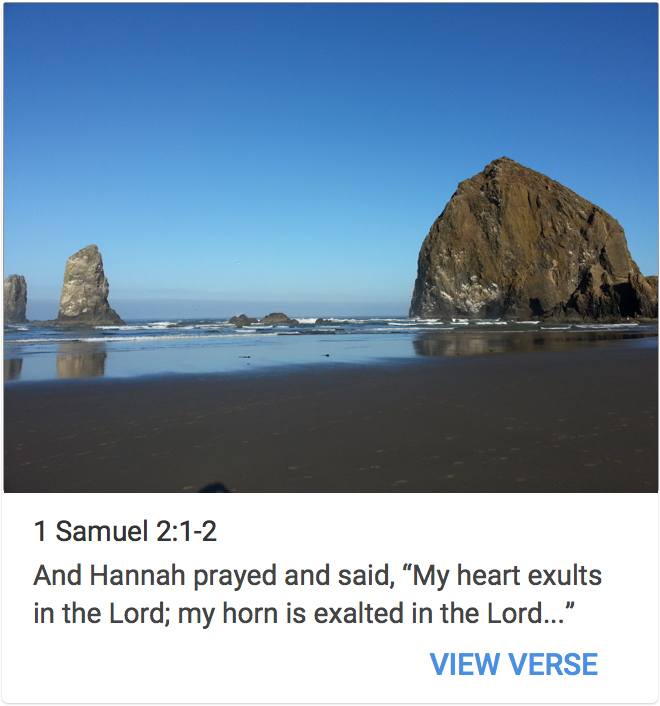 1 Samuel 2:1-2
And Hannah prayed and said, “My heart exults
in the Lord; my horn is exalted in the Lord...”
VIEW VERSE